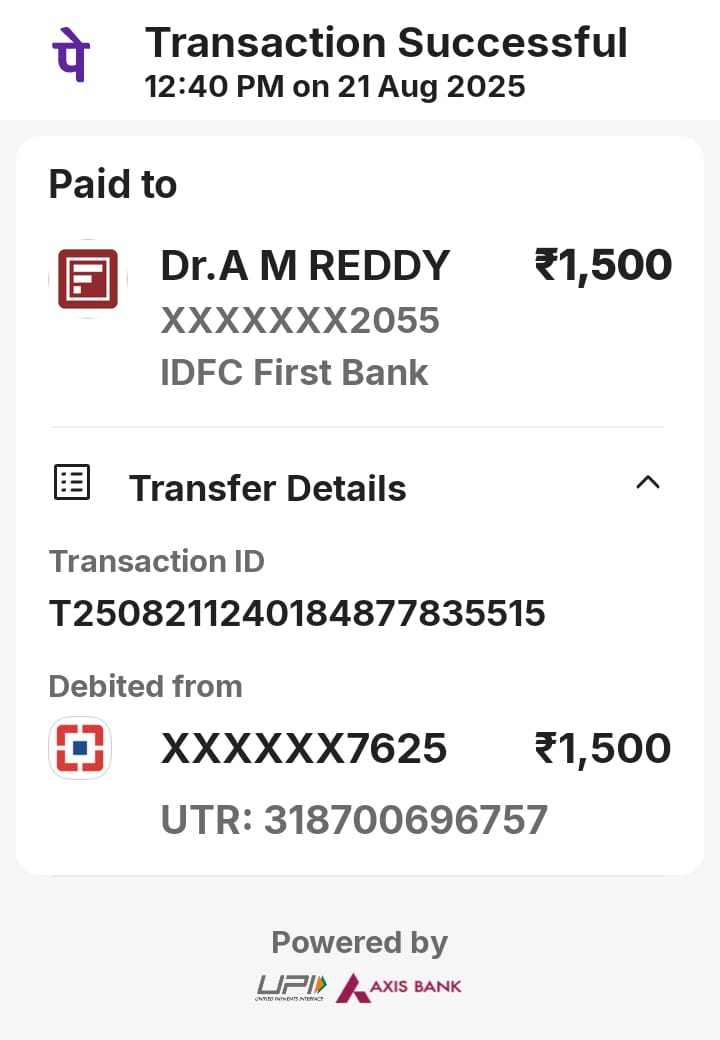 पे
Transaction Successful
12:40 PM on 21 Aug 2025
Paid to
Dr.A M REDDY ₹1,500
XXXXXXX2055
IDFC First Bank
Transfer Details
Transaction ID
T2508211240184877835515
Debited from
XXXXXX7625 ₹1,500
UTR: 318700696757
Powered by
UPI AXIS BANK
UNIFIED PAYMENTS INTERFACE